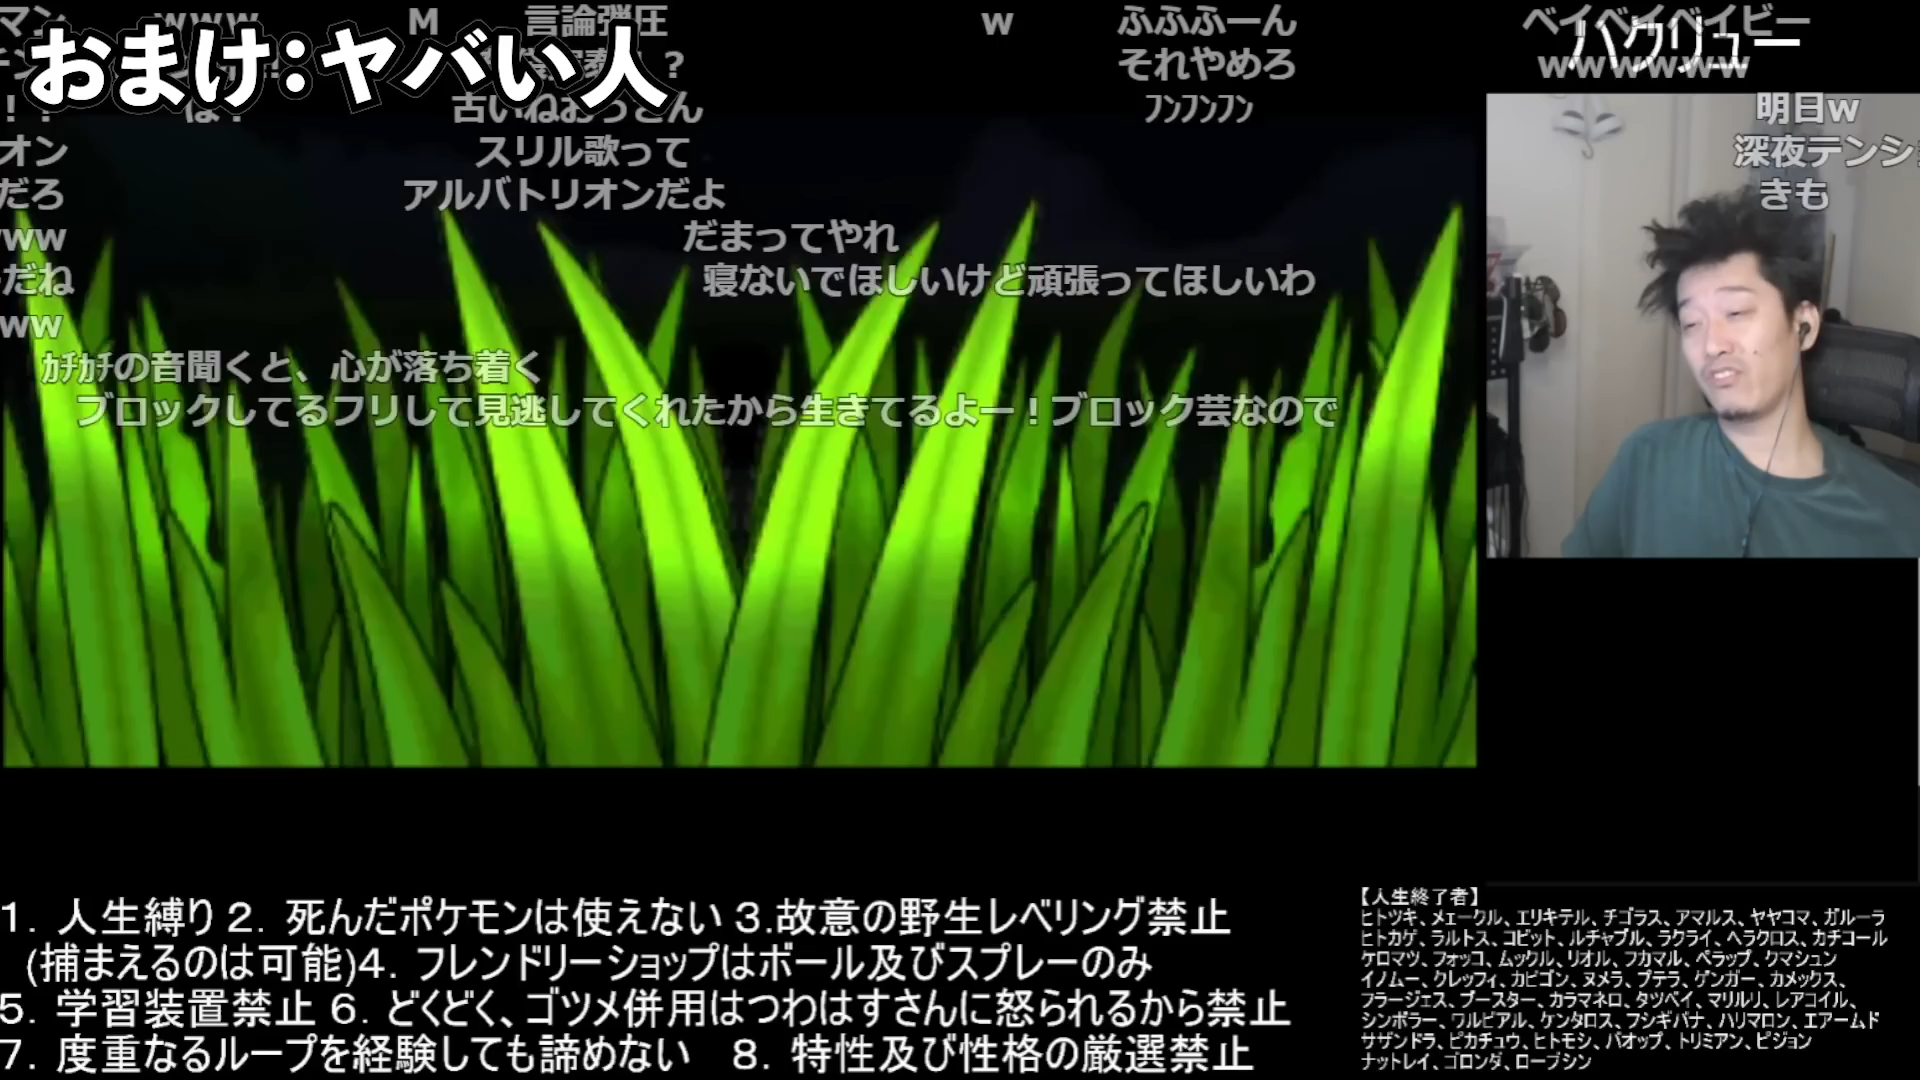 マン
www
M
言論弾圧
w
ふふふーん
ベイベイベイビー
おまけ：ヤバい人
？
それやめろ
ハクリュー
wwwwww
！？
は？
古いねおっさん
ﾌﾝﾌﾝﾌﾝ
明日w
オン
スリル歌って
深夜テンシ
だろ
アルバトリオンだよ
きも
www
だまってやれ
だね
寝ないでほしいけど頑張ってほしいわ
ww
ｶﾁｶﾁの音聞くと、心が落ち着く
ブロックしてるフリして見逃してくれたから生きてるよー！ブロック芸なので
1. 人生縛り 2. 死んだポケモンは使えない 3.故意の野生レベリング禁止
(捕まえるのは可能)4. フレンドリーショップはボール及びスプレーのみ
5. 学習装置禁止 6. どくどく、ゴツメ併用はつわはすさんに怒られるから禁止
7. 度重なるループを経験しても諦めない 8. 特性及び性格の厳選禁止
【人生終了者】
ヒトツキ、メェークル、エリキテル、チゴラス、アマルス、ヤヤコマ、ガルーラ
ヒトカゲ、ラルトス、コビット、ルチャブル、ラクライ、ヘラクロス、カチコール
ケロマツ、フォッコ、ムックル、リオル、フカマル、ペラップ、クマシュン
イノムー、クレッフィ、カビゴン、ヌメラ、プテラ、ゲンガー、カメックス、
フラージェス、ブースター、カラマネロ、タツベイ、マリルリ、レアコイル、
シンボラー、ワルビアル、ケンタロス、フシギバナ、ハリマロン、エアームド
サザンドラ、ピカチュウ、ヒトモシ、バオップ、トリミアン、ピジョン
ナットレイ、ゴロンダ、ローブシン